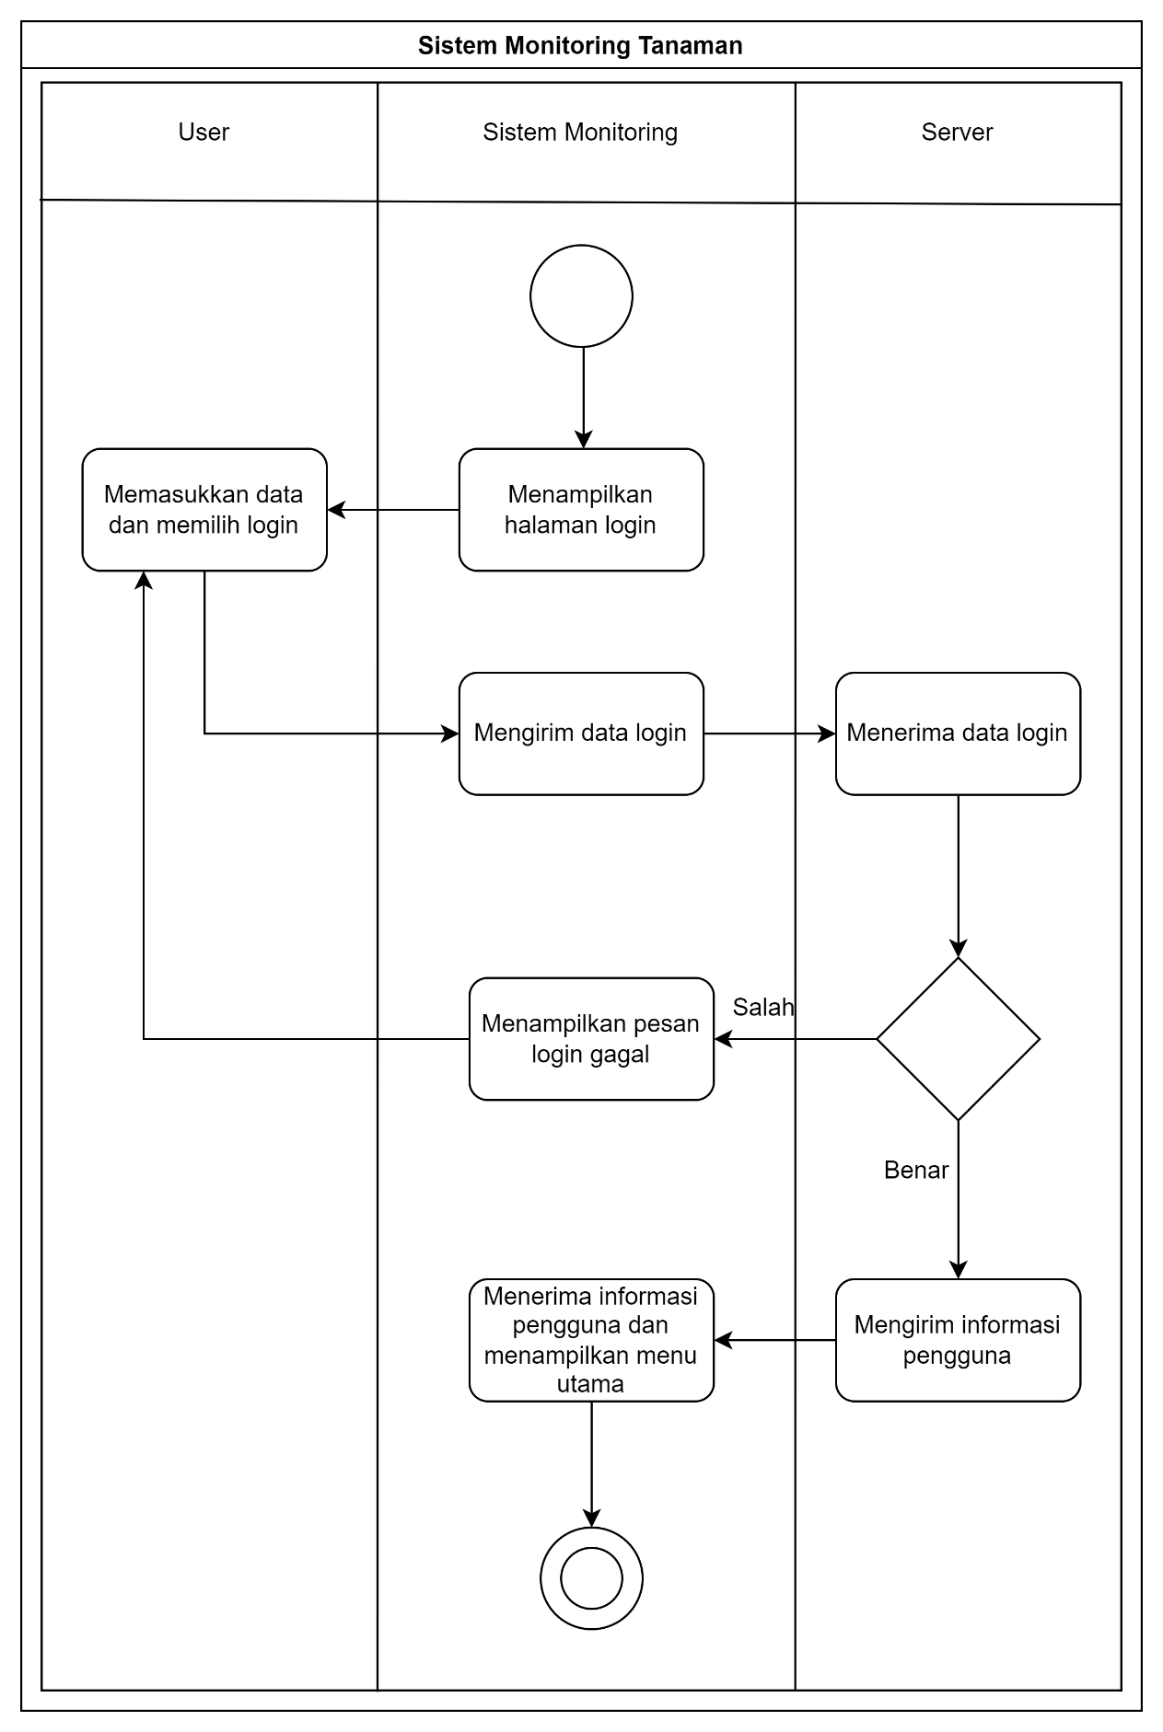 Sistem Monitoring Tanaman
User
Sistem Monitoring
Server
Memasukkan data
dan memilih login
Menampilkan
halaman login
Mengirim data login
Menerima data login
Menampilkan pesan
login gagal
Salah
Benar
Menerima informasi
pengguna dan
menampilkan menu
utama
Mengirim informasi
pengguna